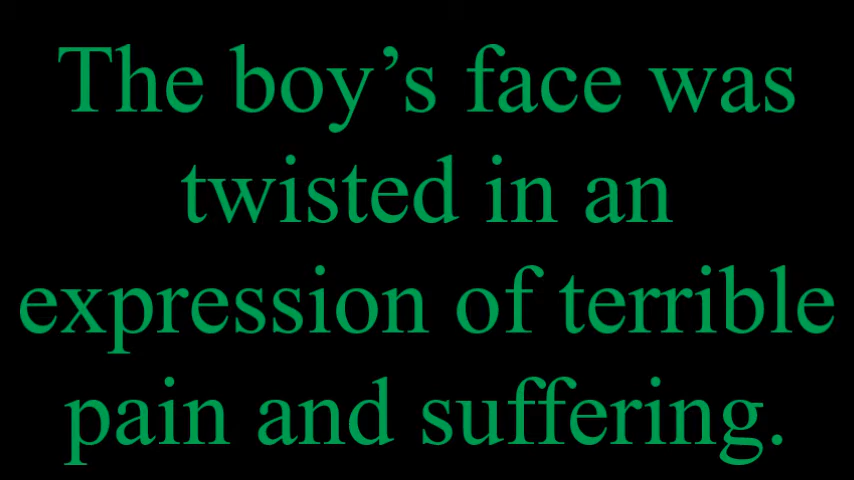 The boy’s face was
twisted in an
expression of terrible
pain and suffering.